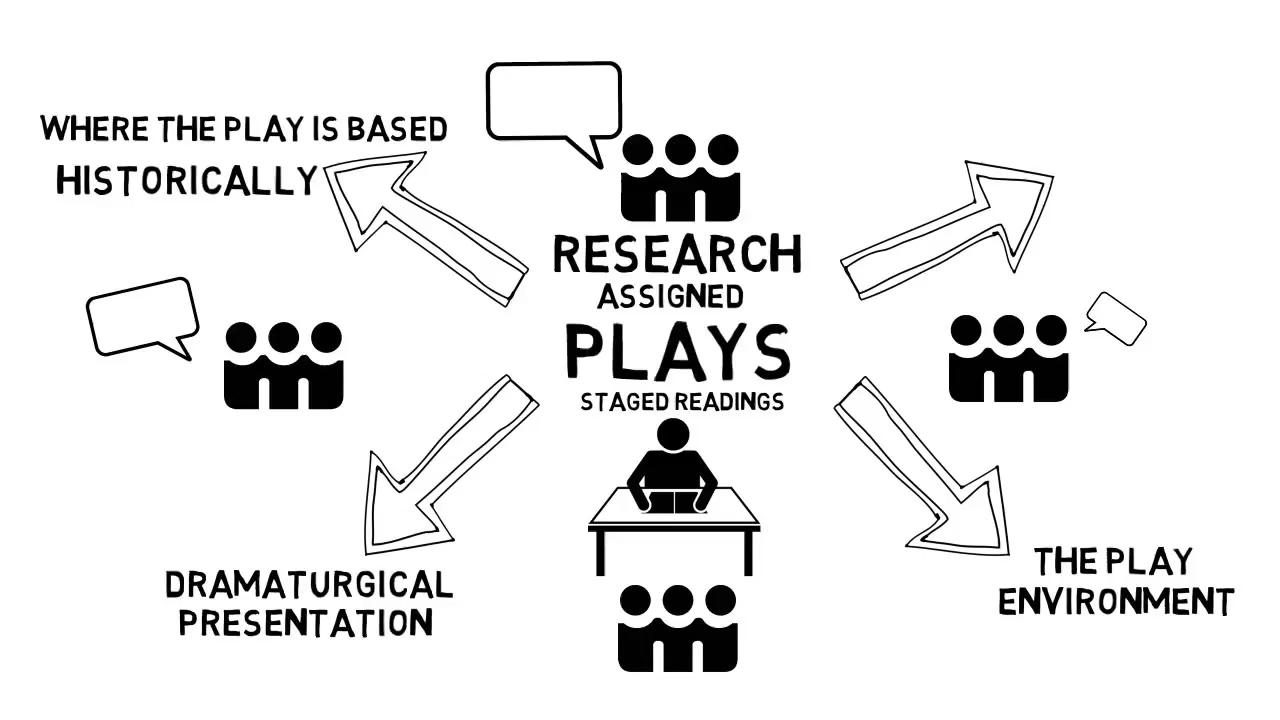 WHERE THE PLAY IS BASED
HISTORICALLY
RESEARCH
ASSIGNED
PLAYS
STAGED READINGS
DRAMATURGICAL
PRESENTATION
THE PLAY
ENVIRONMENT